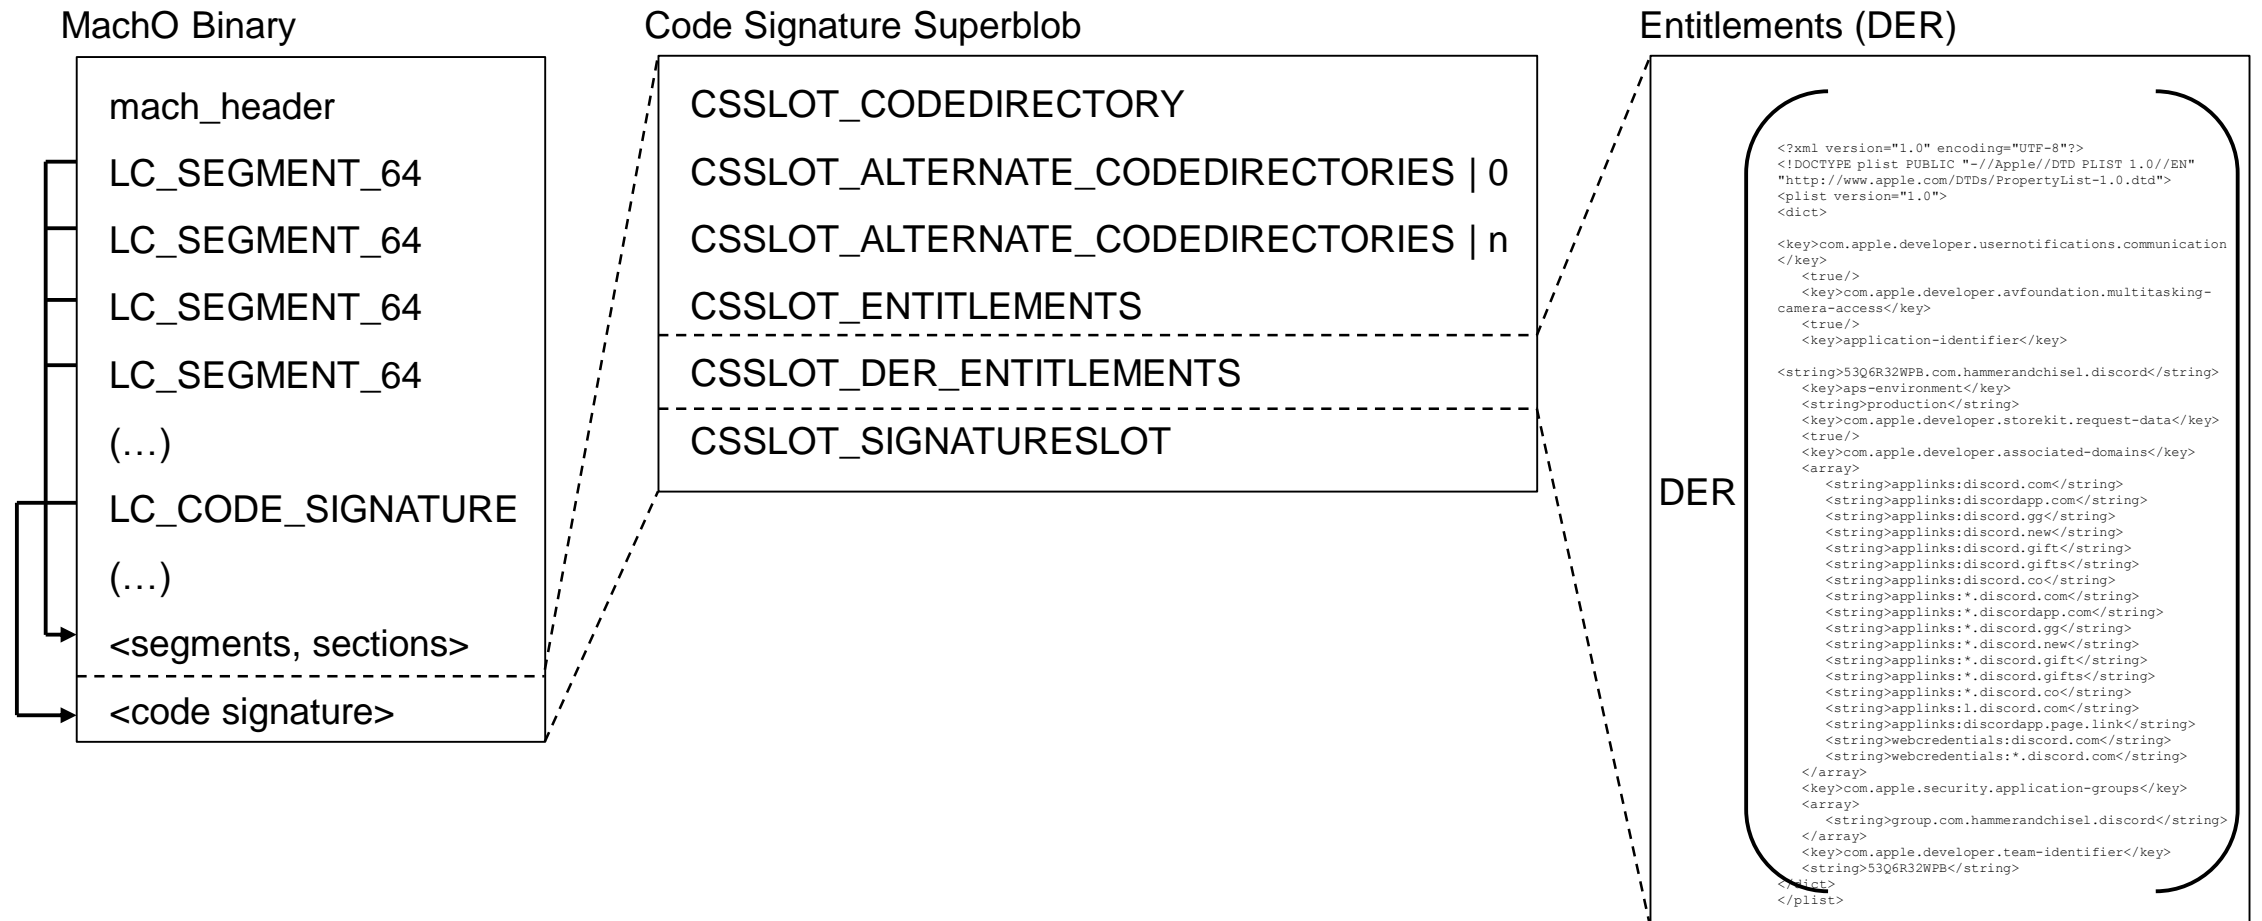 MachO Binary
mach_header
LC_SEGMENT_64
LC_SEGMENT_64
LC_SEGMENT_64
LC_SEGMENT_64
(…)
LC_CODE_SIGNATURE
(…)
<segments, sections>
<code signature>
Code Signature Superblob
CSSLOT_CODEDIRECTORY
CSSLOT_ALTERNATE_CODEDIRECTORIES | 0
CSSLOT_ALTERNATE_CODEDIRECTORIES | n
CSSLOT_ENTITLEMENTS
CSSLOT_DER_ENTITLEMENTS
CSSLOT_SIGNATURESLOT
Entitlements (DER)
DER
<?xml version="1.0" encoding="UTF-8"?>
<!DOCTYPE plist PUBLIC "-//Apple//DTD PLIST 1.0//EN"
"http://www.apple.com/DTDs/PropertyList-1.0.dtd">
<plist version="1.0">
<dict>
<key>com.apple.developer.usernotifications.communication
</key>
<true/>
<key>com.apple.developer.avfoundation.multitasking-
camera-access</key>
<true/>
<key>application-identifier</key>
<string>53Q6R32WPB.com.hammerandchisel.discord</string>
<key>aps-environment</key>
<string>production</string>
<key>com.apple.developer.storekit.request-data</key>
<true/>
<key>com.apple.developer.associated-domains</key>
<array>
<string>applinks:discord.com</string>
<string>applinks:discordapp.com</string>
<string>applinks:discord.gg</string>
<string>applinks:discord.new</string>
<string>applinks:discord.gift</string>
<string>applinks:discord.gifts</string>
<string>applinks:discord.co</string>
<string>applinks:*.discord.com</string>
<string>applinks:*.discordapp.com</string>
<string>applinks:*.discord.gg</string>
<string>applinks:*.discord.new</string>
<string>applinks:*.discord.gift</string>
<string>applinks:*.discord.gifts</string>
<string>applinks:*.discord.co</string>
<string>applinks:l.discord.com</string>
<string>applinks:discordapp.page.link</string>
<string>webcredentials:discord.com</string>
<string>webcredentials:*.discord.com</string>
</array>
<key>com.apple.security.application-groups</key>
<array>
<string>group.com.hammerandchisel.discord</string>
</array>
<key>com.apple.developer.team-identifier</key>
<string>53Q6R32WPB</string>
</dict>
</plist>